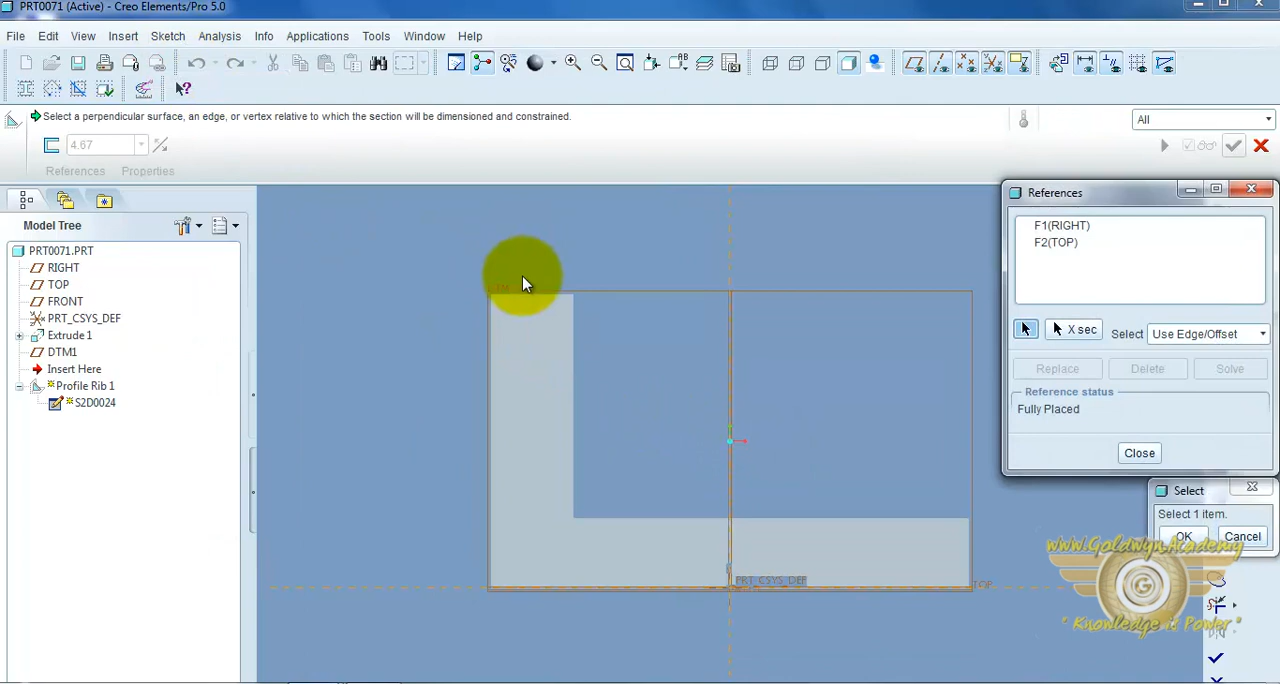 PRT0071 (Active) - Creo Elements/Pro 5.0
File Edit View Insert Sketch Analysis Info Applications Tools Window Help
Select a perpendicular surface, an edge, or vertex relative to which the section will be dimensioned and constrained.
All
4.67
References Properties
Model Tree
PRT0071.PRT
RIGHT
TOP
FRONT
PRT_CSYS_DEF
Extrude 1
DTM1
Insert Here
Profile Rib 1
S2D0024
PRT_CSYS_DEF
TOP
References
F1(RIGHT)
F2(TOP)
X sec
Select Use Edge/Offset
Replace Delete Solve
Reference status
Fully Placed
Close
Select
Select 1 item.
OK Cancel
www.Goldwyn.Academy
G
"Knowledge is Power"